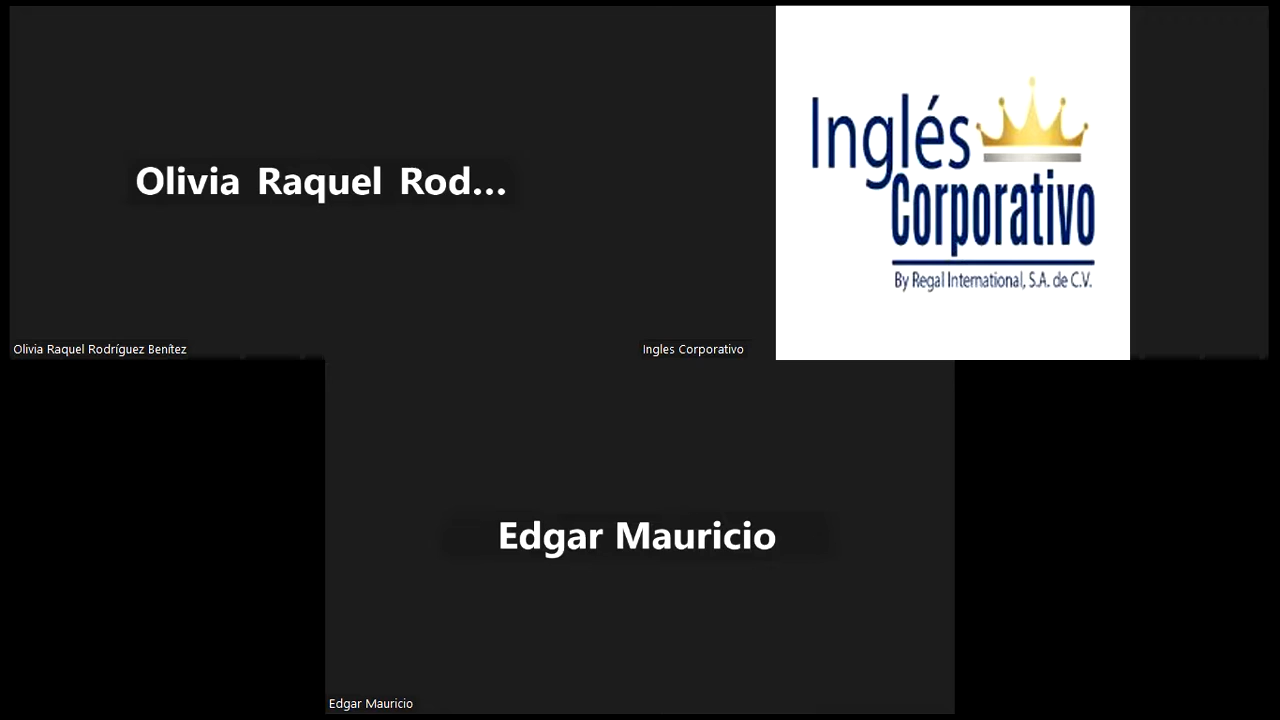 Olivia Raquel Rod...
Olivia Raquel Rodríguez Benítez
Inglés
Corporativo
By Regal International, S.A. de C.V.
Ingles Corporativo
Edgar Mauricio
Edgar Mauricio